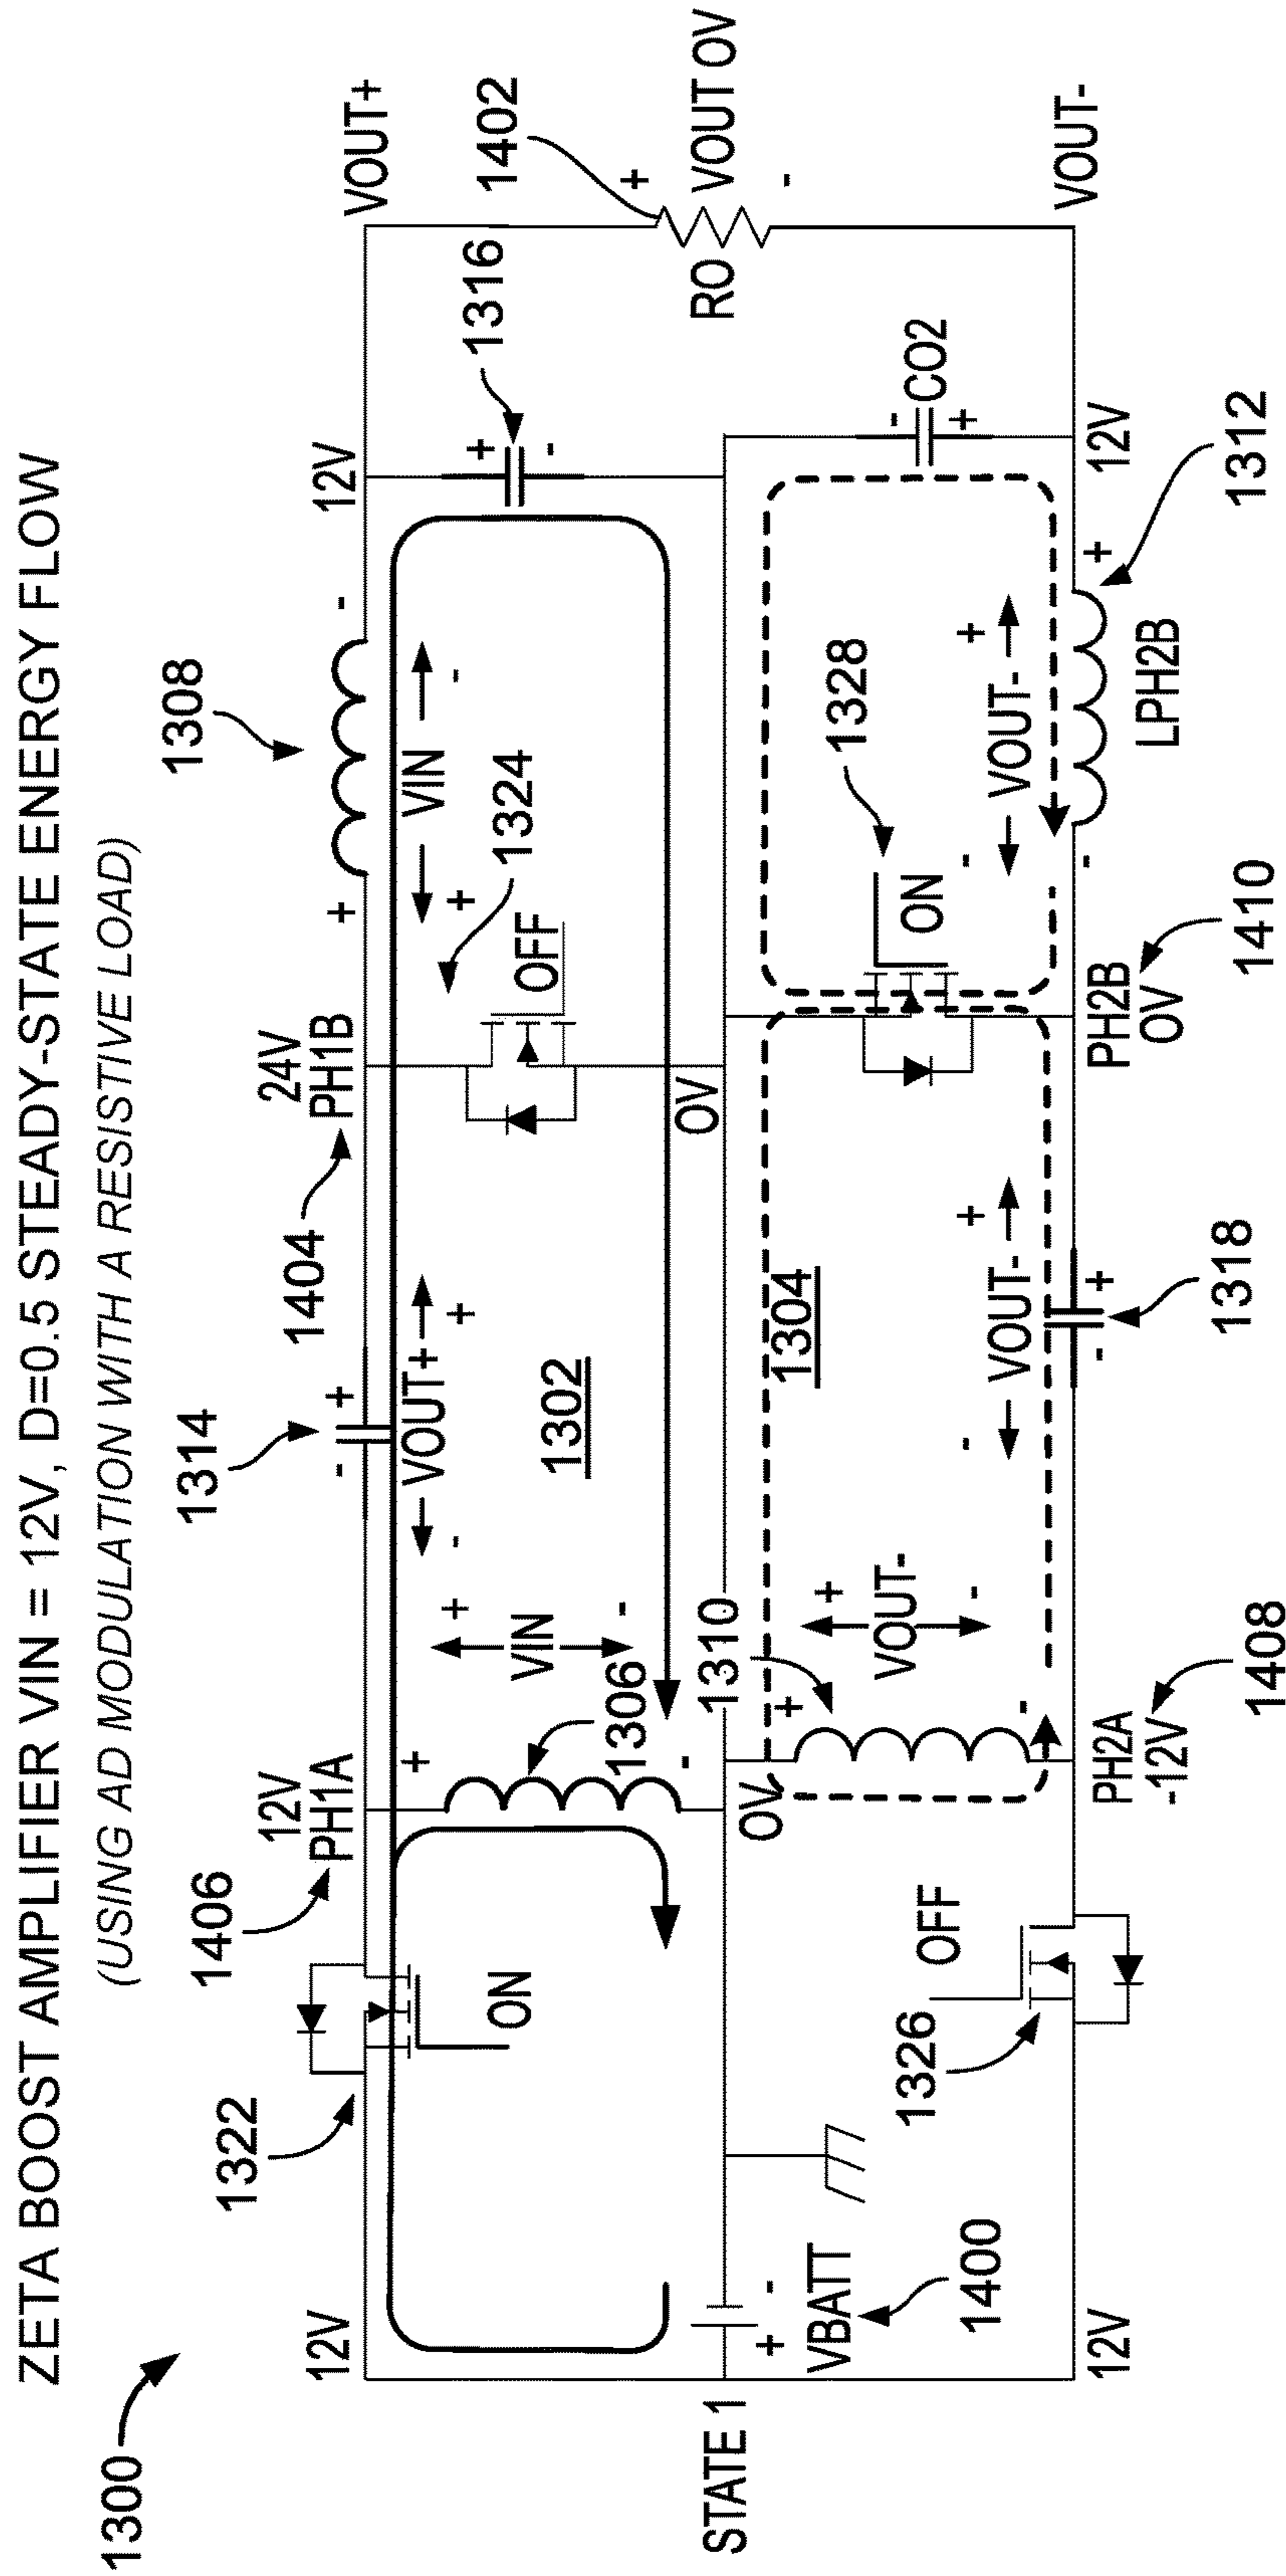 ZETA BOOST AMPLIFIER VIN = 12V, D=0.5 STEADY-STATE ENERGY FLOW
(USING AD MODULATION WITH A RESISTIVE LOAD)
1300
1322
1406
1314
1404
1308
12V
12V
PH1A
24V
PH1B
12V
VOUT+
+ -
- +
+ -
1316
1402
ON
+
VIN
-
1306
-
VOUT+
+
1302
1324
OFF
+
VIN
-
+
-
+
-
STATE 1
0V
1310
0V
+
VOUT 0V
-
RO
+ -
VBATT
1400
1326
OFF
+
-
+
VOUT-
-
1304
-
VOUT-
+
1328
ON
-
VOUT-
+
-
CO2
+
12V
PH2A
-12V
1408
- +
1318
PH2B
0V
1410
- +
LPH2B
12V
1312
VOUT-